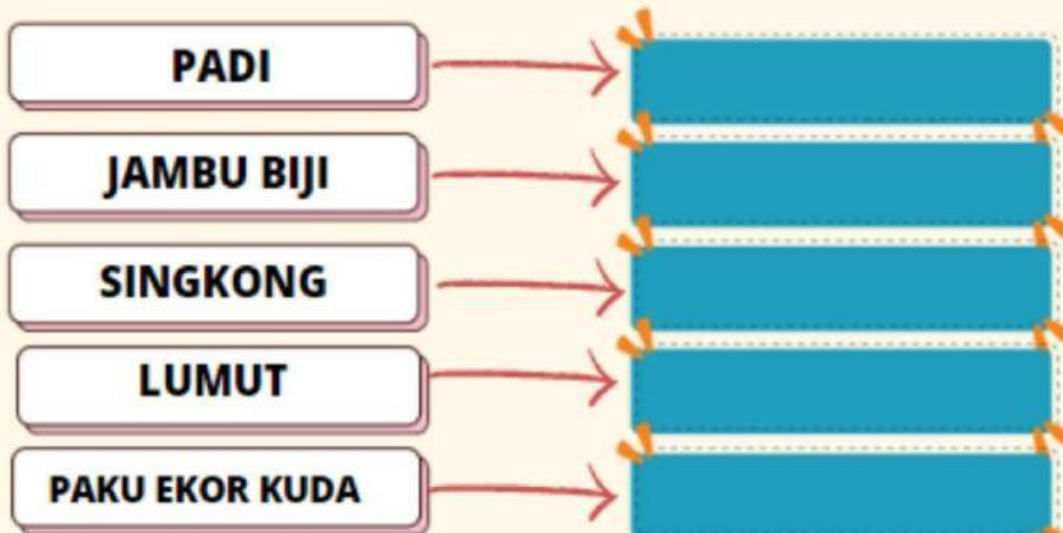 PADI
JAMBU BIJI
SINGKONG
LUMUT
PAKU EKOR KUDA